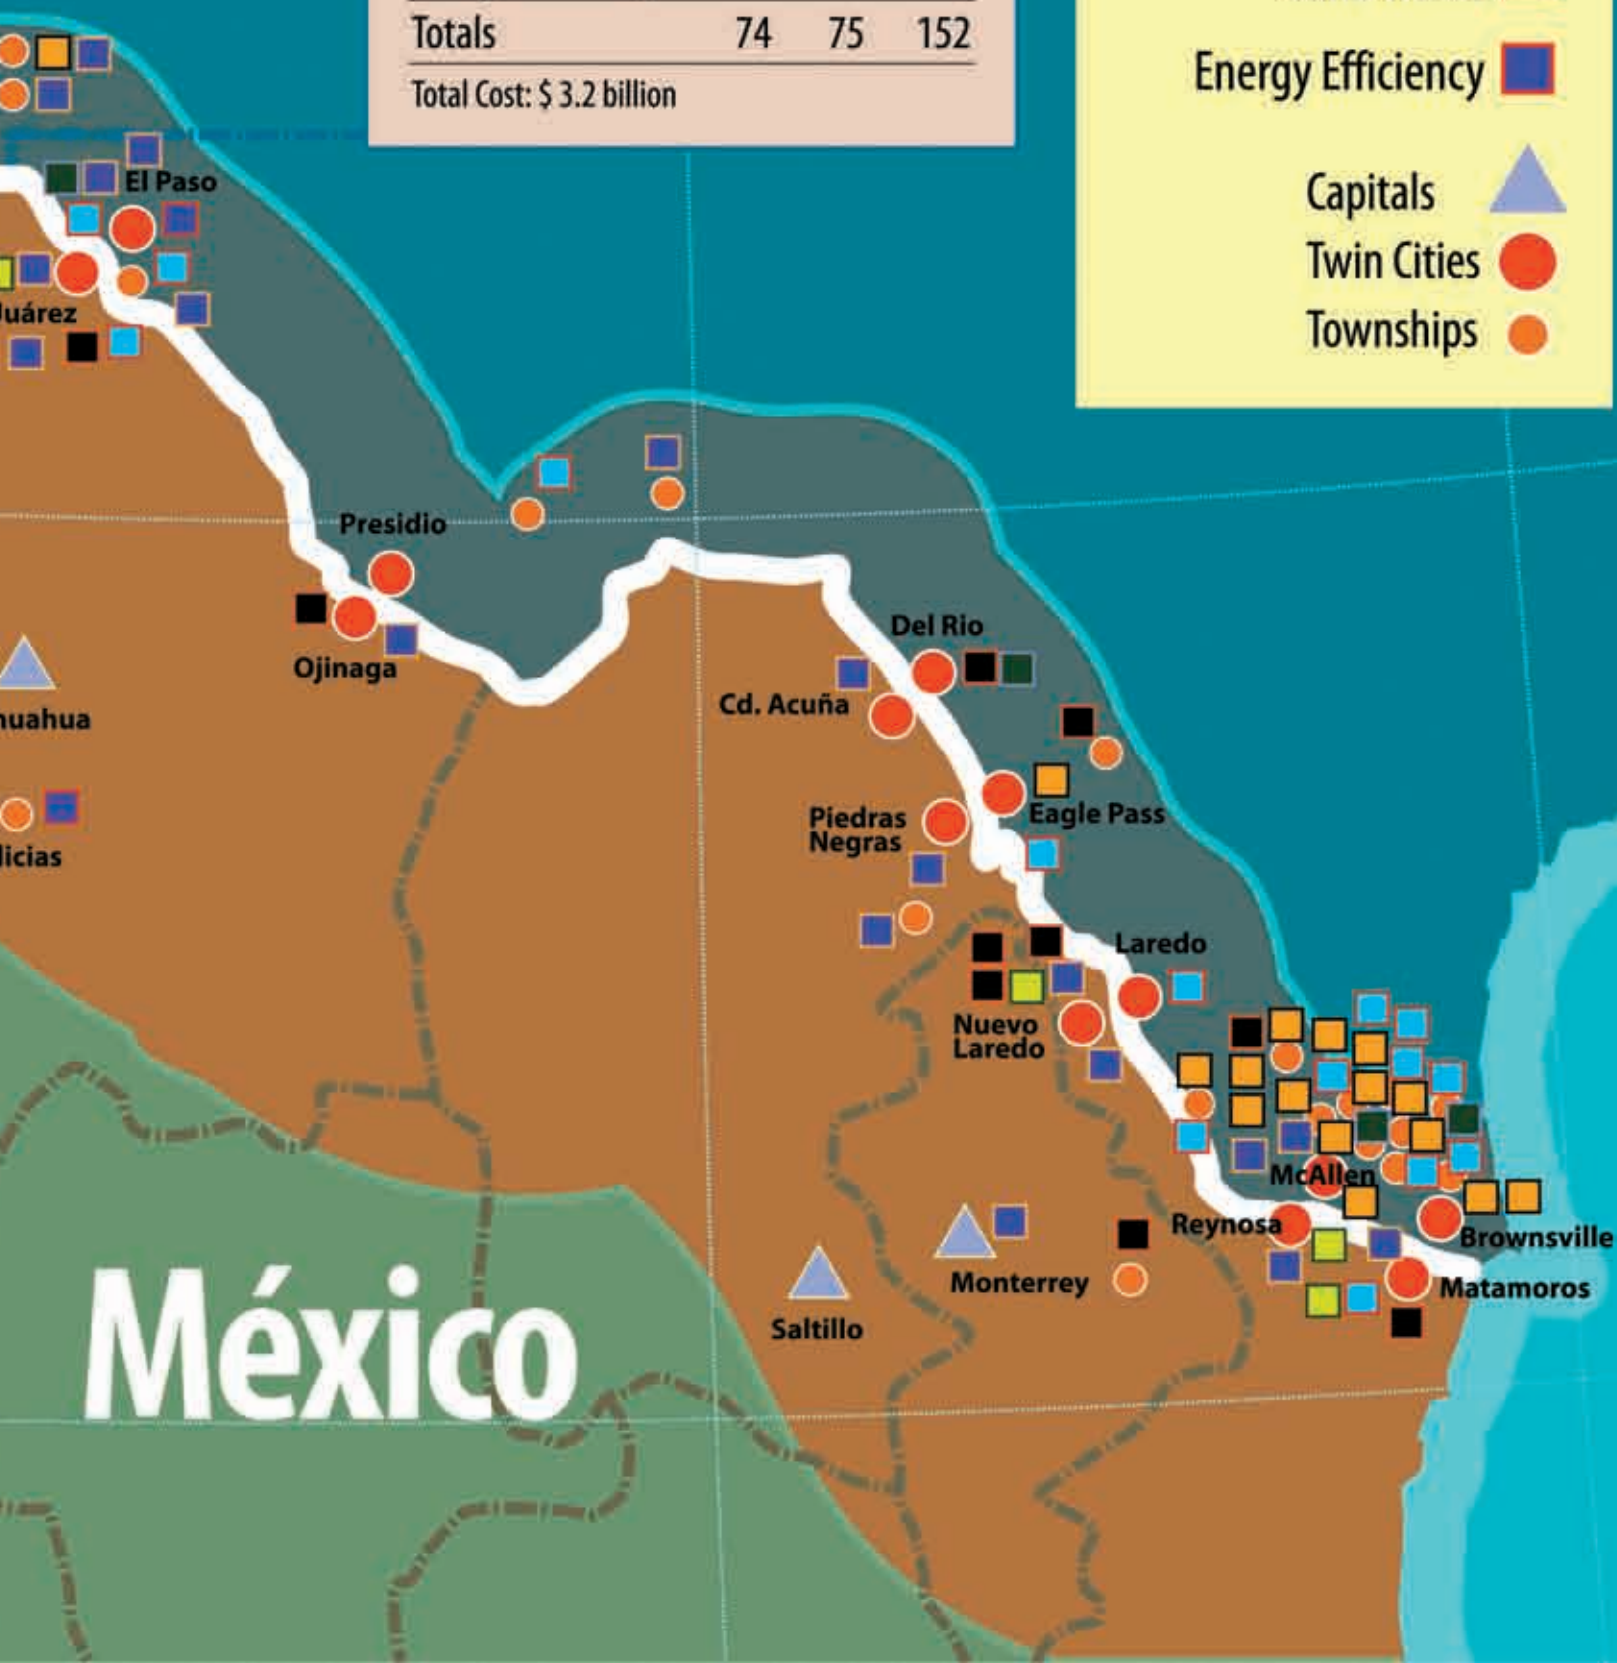 Totals 74 75 152
Total Cost: $ 3.2 billion
Energy Efficiency
Capitals
Twin Cities
Townships
El Paso
Juárez
Presidio
Ojinaga
huahua
licias
Del Rio
Cd. Acuña
Eagle Pass
Piedras
Negras
Laredo
Nuevo
Laredo
McAllen
Reynosa
Brownsville
Matamoros
Monterrey
Saltillo
México